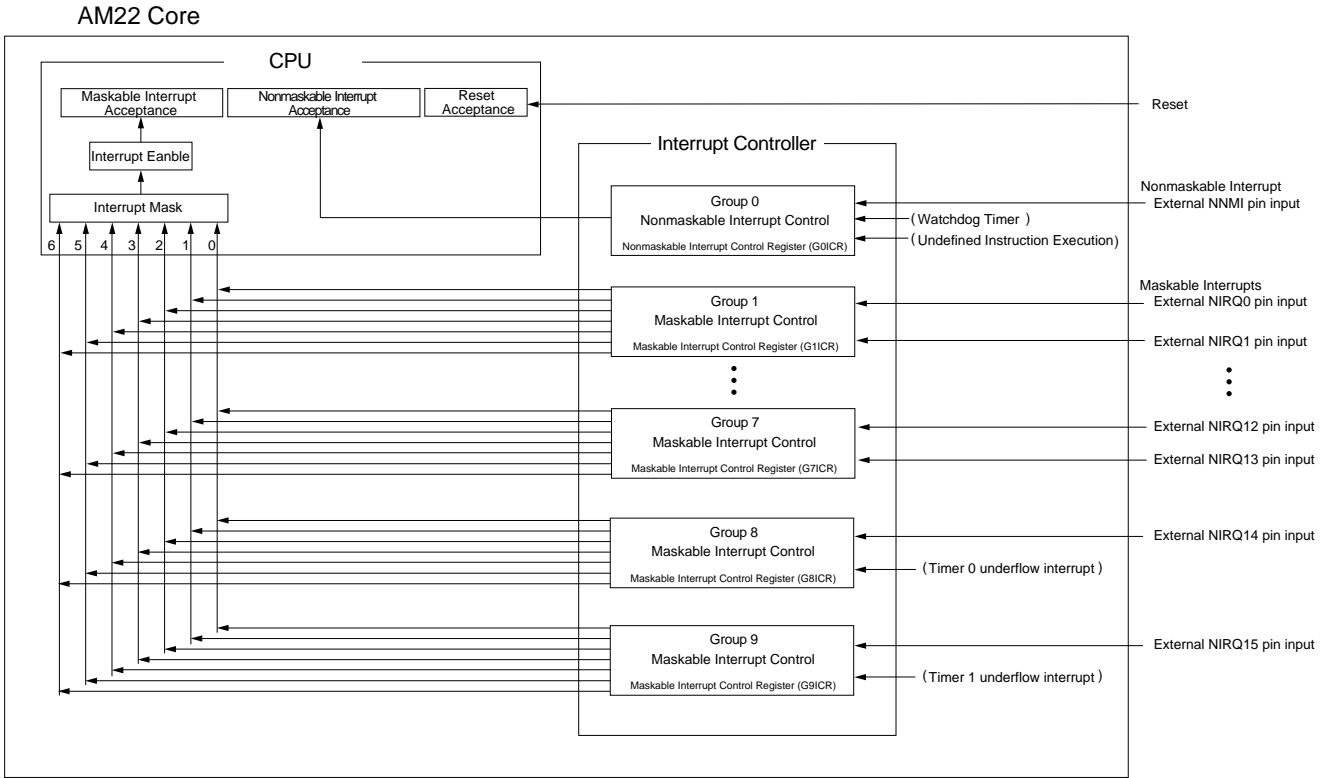 AM22 Core
CPU
Maskable Interrupt
Acceptance
Nonmaskable Interrupt
Acceptance
Reset
Acceptance
Reset
Interrupt Eanble
Interrupt Controller
Interrupt Mask
6 5 4 3 2 1 0
Group 0
Nonmaskable Interrupt Control
Nonmaskable Interrupt Control Register (G0ICR)
Nonmaskable Interrupt
External NNMI pin input
(Watchdog Timer )
(Undefined Instruction Execution)
Group 1
Maskable Interrupt Control
Maskable Interrupt Control Register (G1ICR)
Maskable Interrupts
External NIRQ0 pin input
External NIRQ1 pin input
Group 7
Maskable Interrupt Control
Maskable Interrupt Control Register (G7ICR)
External NIRQ12 pin input
External NIRQ13 pin input
Group 8
Maskable Interrupt Control
Maskable Interrupt Control Register (G8ICR)
External NIRQ14 pin input
(Timer 0 underflow interrupt )
Group 9
Maskable Interrupt Control
Maskable Interrupt Control Register (G9ICR)
External NIRQ15 pin input
(Timer 1 underflow interrupt )